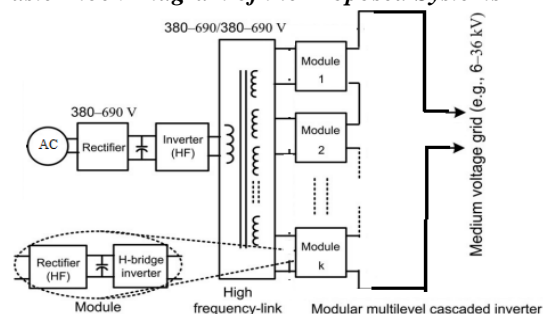 380–690/380–690 V
Module
1
380–690 V
AC
Rectifier
Inverter
(HF)
Module
2
Module
k
Rectifier
(HF)
H-bridge
inverter
Module
High
frequency-link
Modular multilevel cascaded inverter
Medium voltage grid (e.g., 6–36 kV)